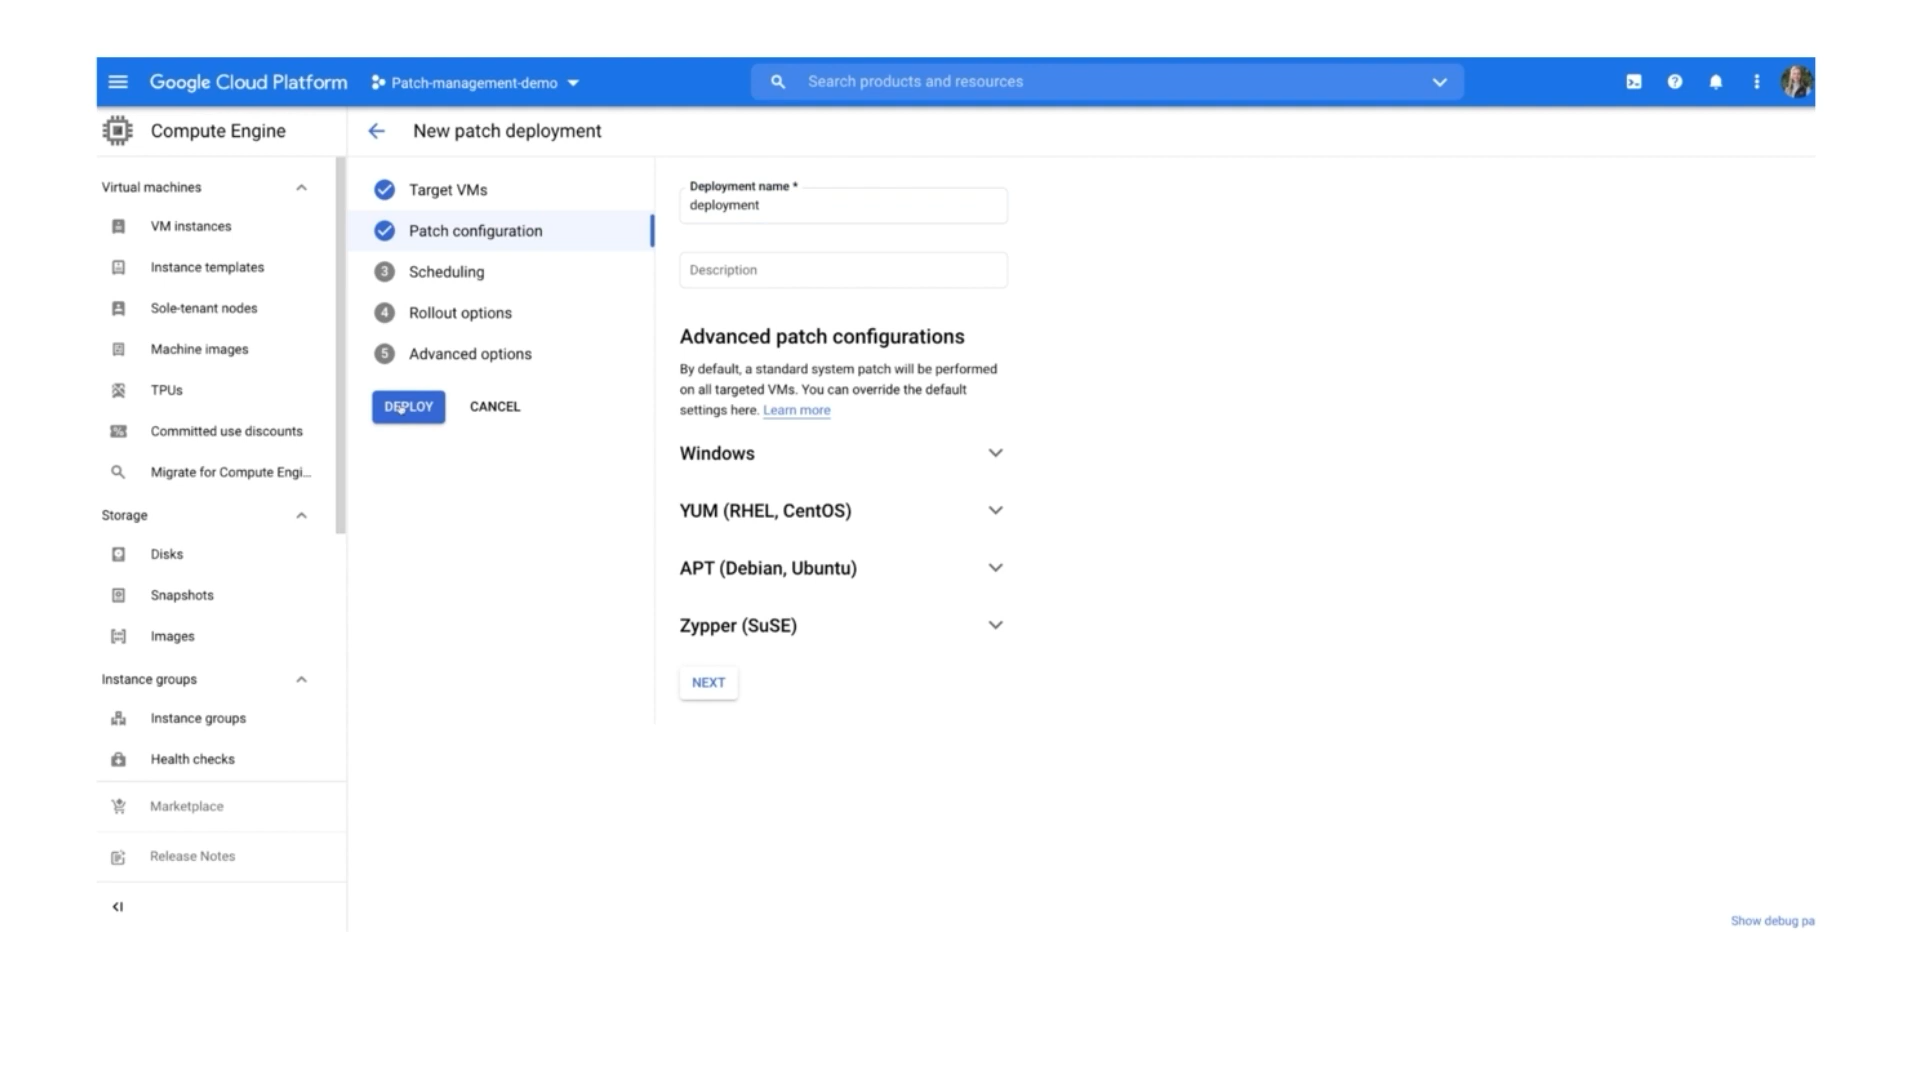 Google Cloud Platform
Patch-management-demo
Search products and resources
Compute Engine
New patch deployment
Virtual machines
VM instances
Instance templates
Sole-tenant nodes
Machine images
TPUs
Committed use discounts
Migrate for Compute Engi...
Storage
Disks
Snapshots
Images
Instance groups
Instance groups
Health checks
Marketplace
Release Notes
Target VMs
Patch configuration
3 Scheduling
4 Rollout options
5 Advanced options
DEPLOY CANCEL
Deployment name *
deployment
Description
Advanced patch configurations
By default, a standard system patch will be performed
on all targeted VMs. You can override the default
settings here. Learn more
Windows
YUM (RHEL, CentOS)
APT (Debian, Ubuntu)
Zypper (SuSE)
NEXT
Show debug pa